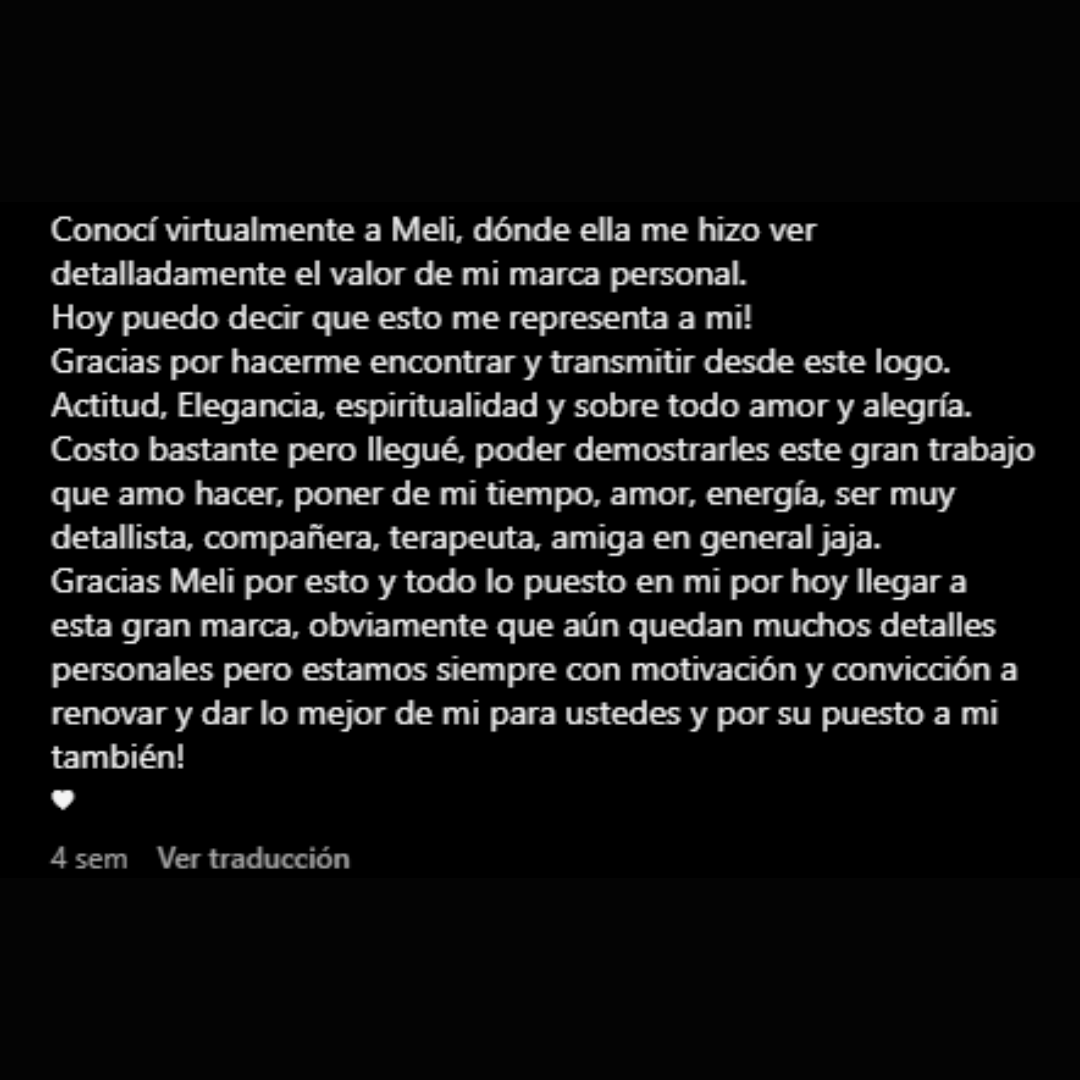 Conocí virtualmente a Meli, dónde ella me hizo ver
detalladamente el valor de mi marca personal.
Hoy puedo decir que esto me representa a mi!
Gracias por hacerme encontrar y transmitir desde este logo.
Actitud, Elegancia, espiritualidad y sobre todo amor y alegría.
Costo bastante pero llegué, poder demostrarles este gran trabajo
que amo hacer, poner de mi tiempo, amor, energía, ser muy
detallista, compañera, terapeuta, amiga en general jaja.
Gracias Meli por esto y todo lo puesto en mi por hoy llegar a
esta gran marca, obviamente que aún quedan muchos detalles
personales pero estamos siempre con motivación y convicción a
renovar y dar lo mejor de mi para ustedes y por su puesto a mi
también!
4 sem Ver traducción